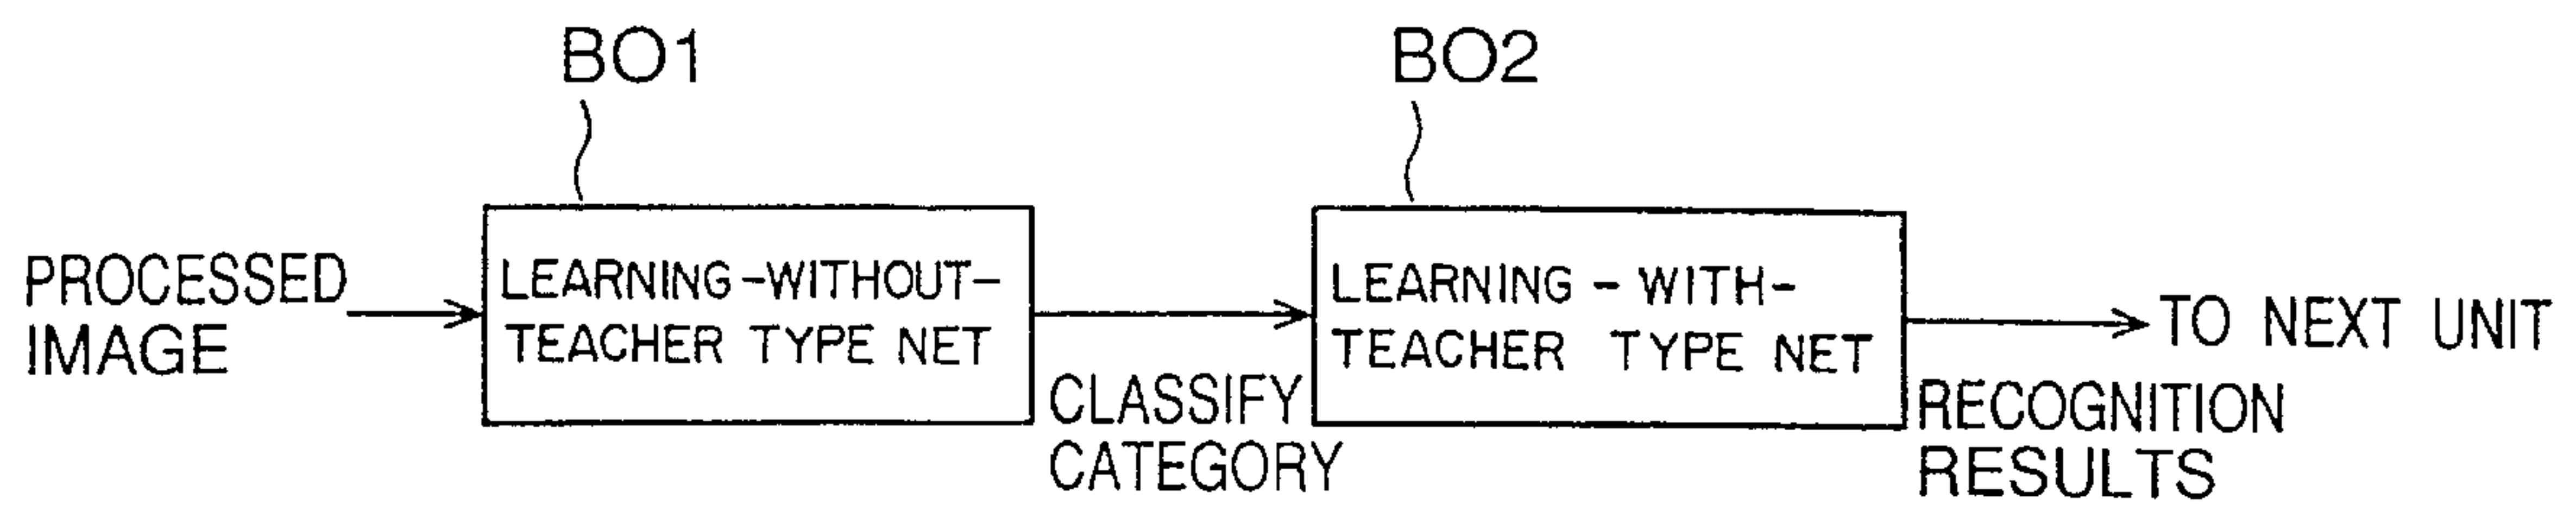 BO1
BO2
PROCESSED
IMAGE
LEARNING-WITHOUT-
TEACHER TYPE NET
CLASSIFY
CATEGORY
LEARNING - WITH-
TEACHER TYPE NET
TO NEXT UNIT
RECOGNITION
RESULTS